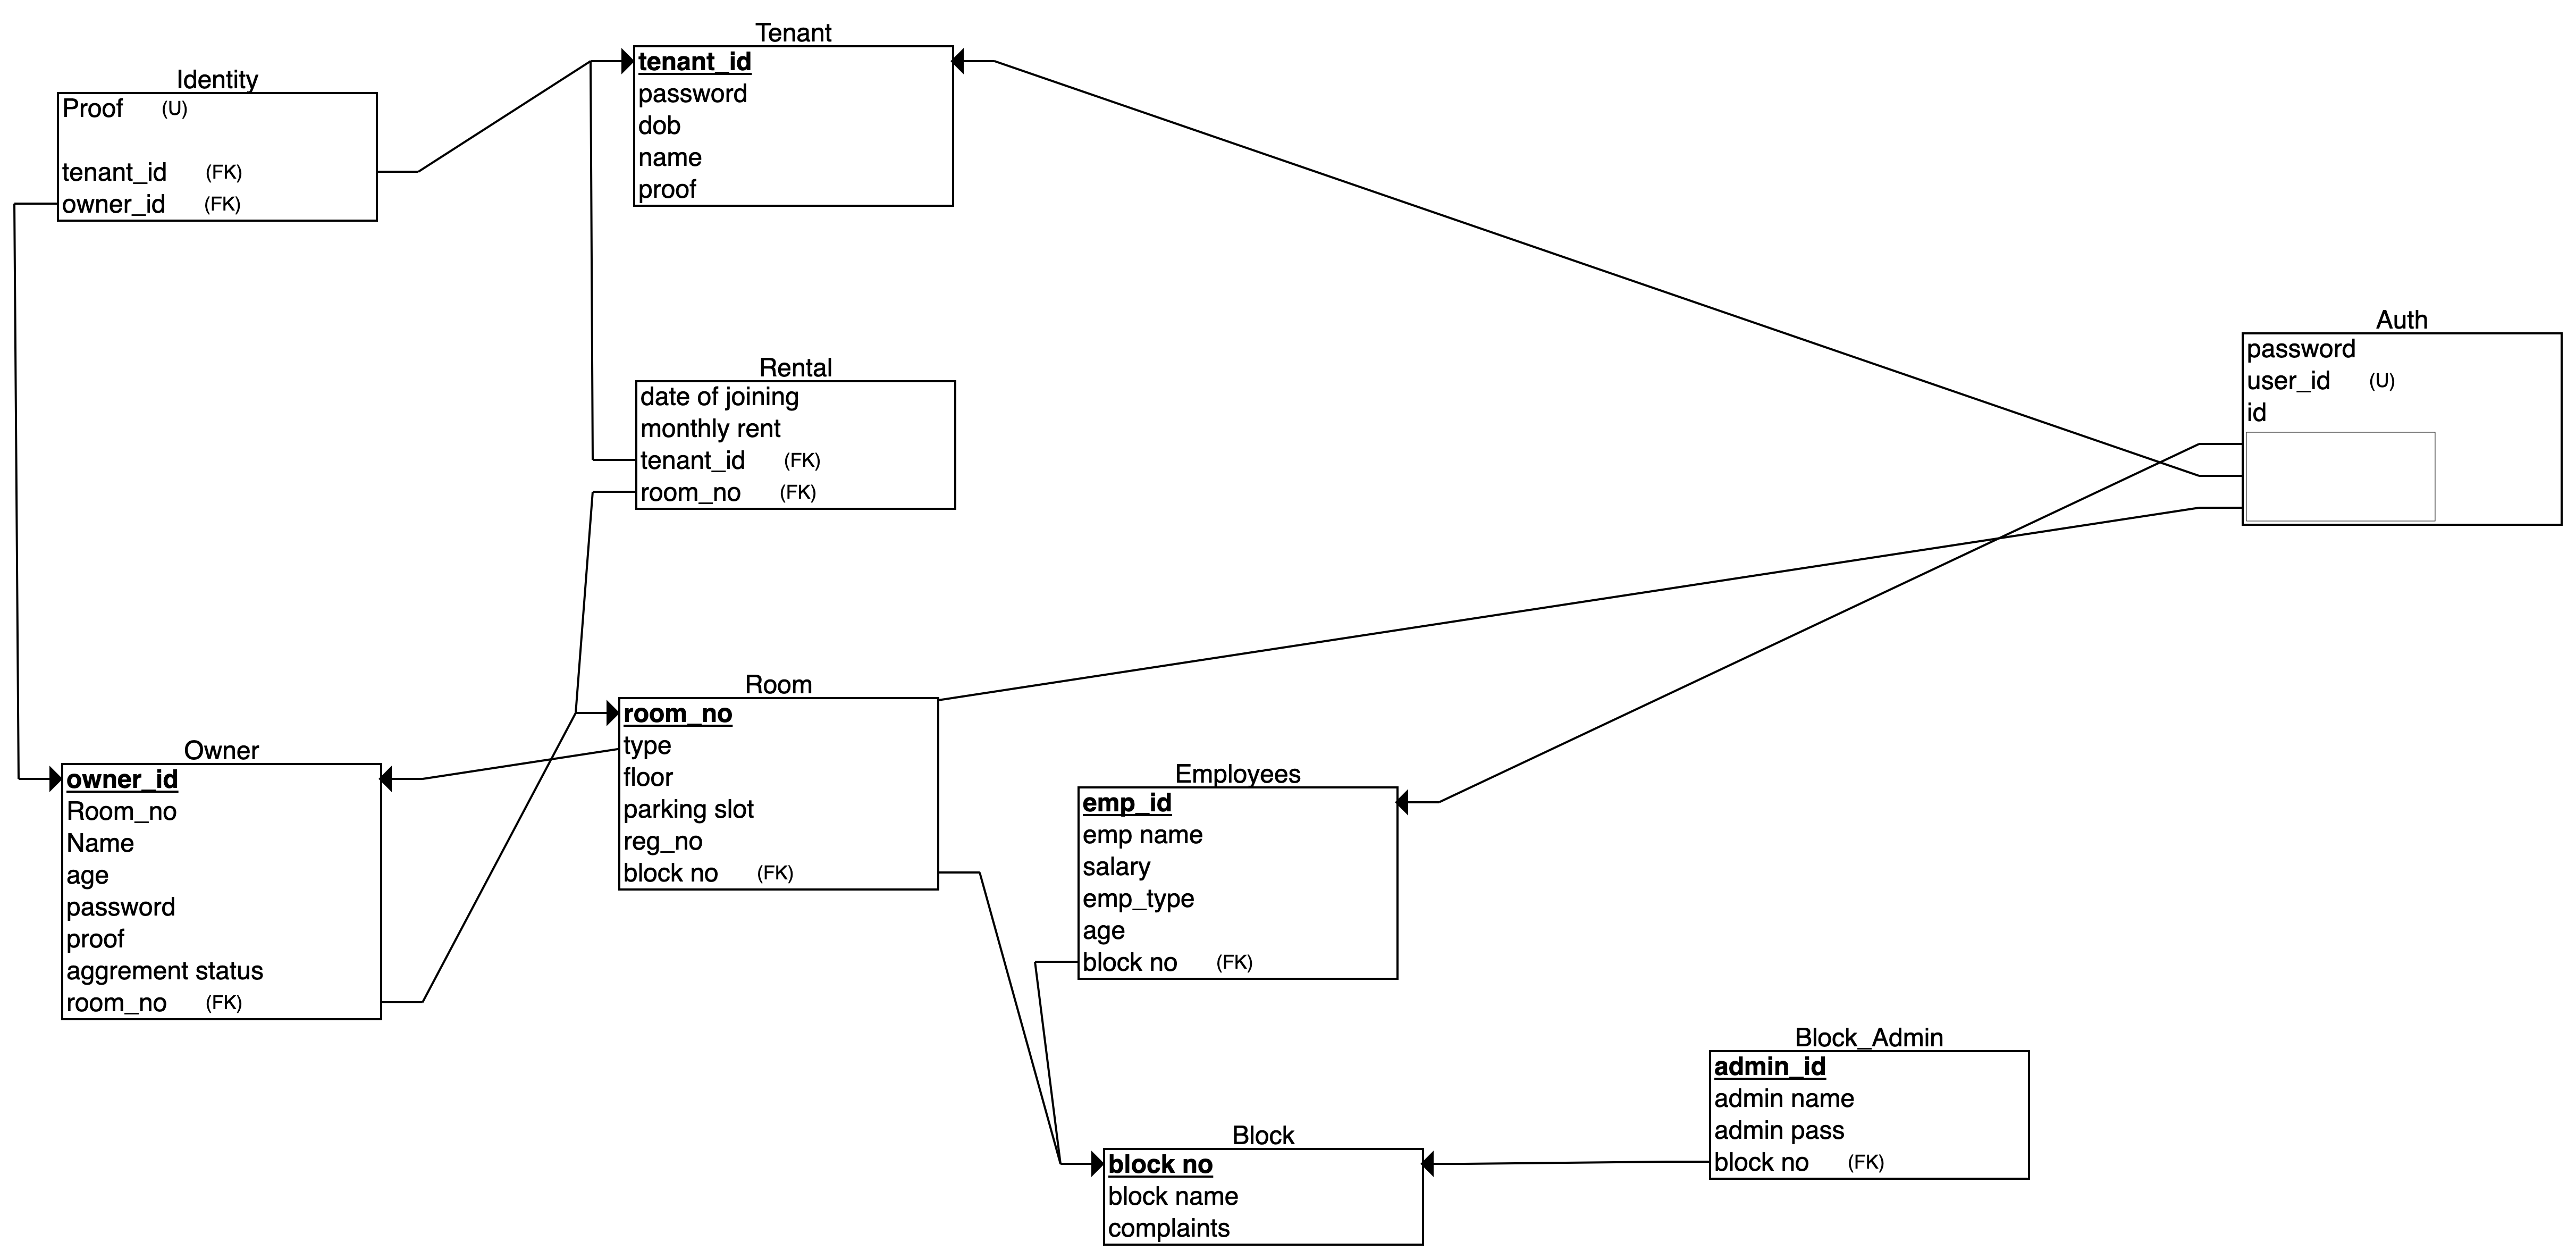 Tenant
tenant_id
password
dob
name
proof
Identity
Proof (U)
tenant_id (FK)
owner_id (FK)
Auth
password
user_id (U)
id
Rental
date of joining
monthly rent
tenant_id (FK)
room_no (FK)
Room
room_no
type
floor
parking slot
reg_no
block no (FK)
Owner
owner_id
Room_no
Name
age
password
proof
aggrement status
room_no (FK)
Employees
emp_id
emp name
salary
emp_type
age
block no (FK)
Block_Admin
admin_id
admin name
admin pass
block no (FK)
Block
block no
block name
complaints